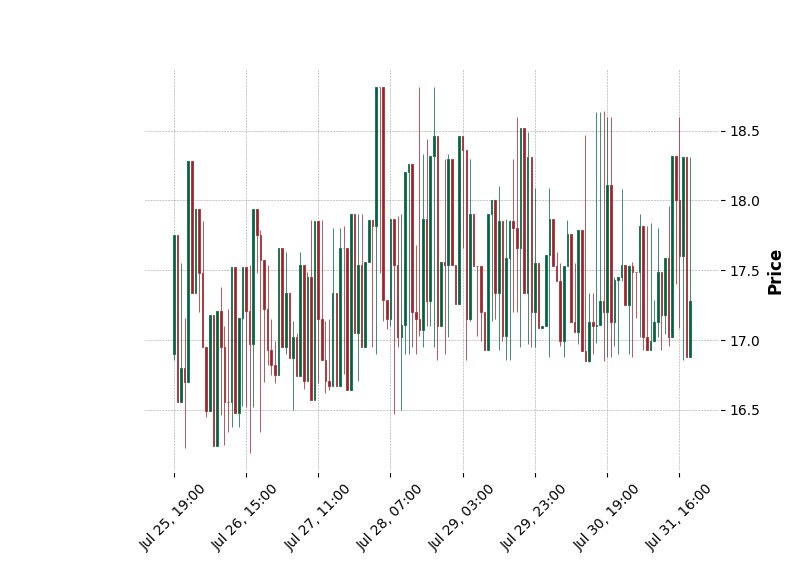 18.5
18.0
17.5
17.0
16.5
Price
Jul 25, 19:00
Jul 26, 15:00
Jul 27, 11:00
Jul 28, 07:00
Jul 29, 03:00
Jul 29, 23:00
Jul 30, 19:00
Jul 31, 16:00